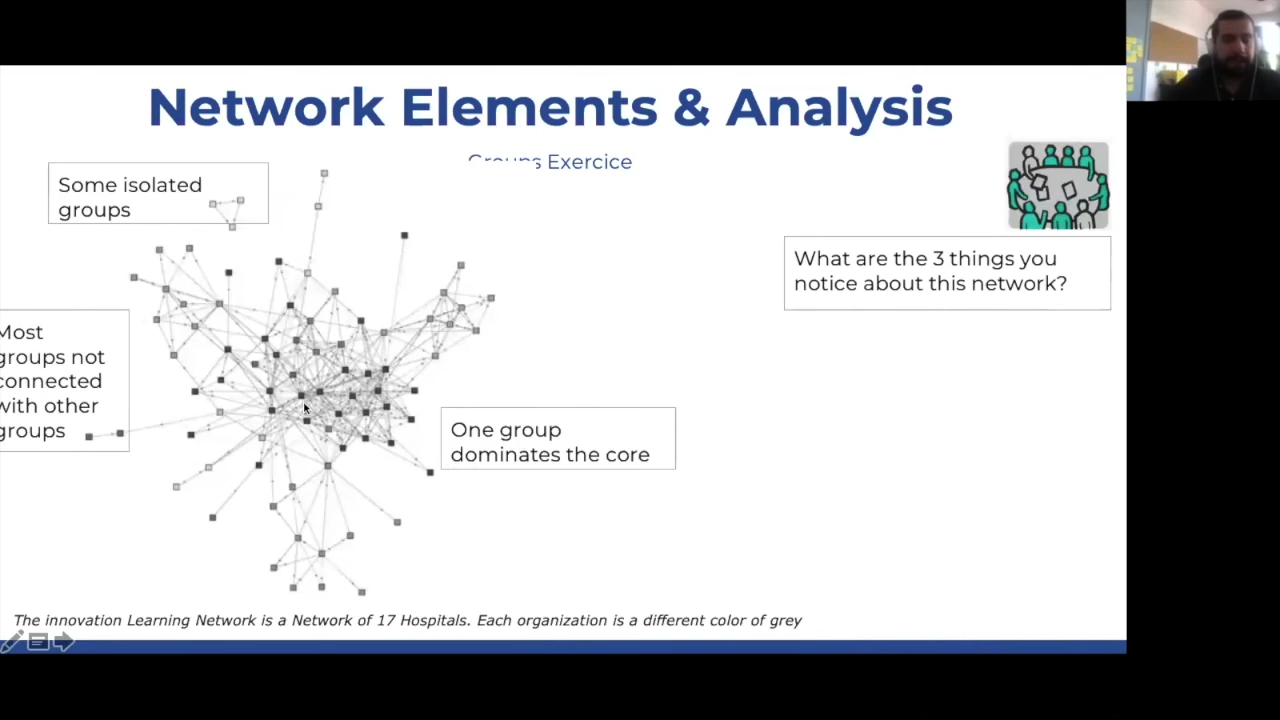 Network Elements & Analysis
Groups Exercice
Some isolated
groups
What are the 3 things you
notice about this network?
Most
groups not
connected
with other
groups
One group
dominates the core
The innovation Learning Network is a Network of 17 Hospitals. Each organization is a different color of grey